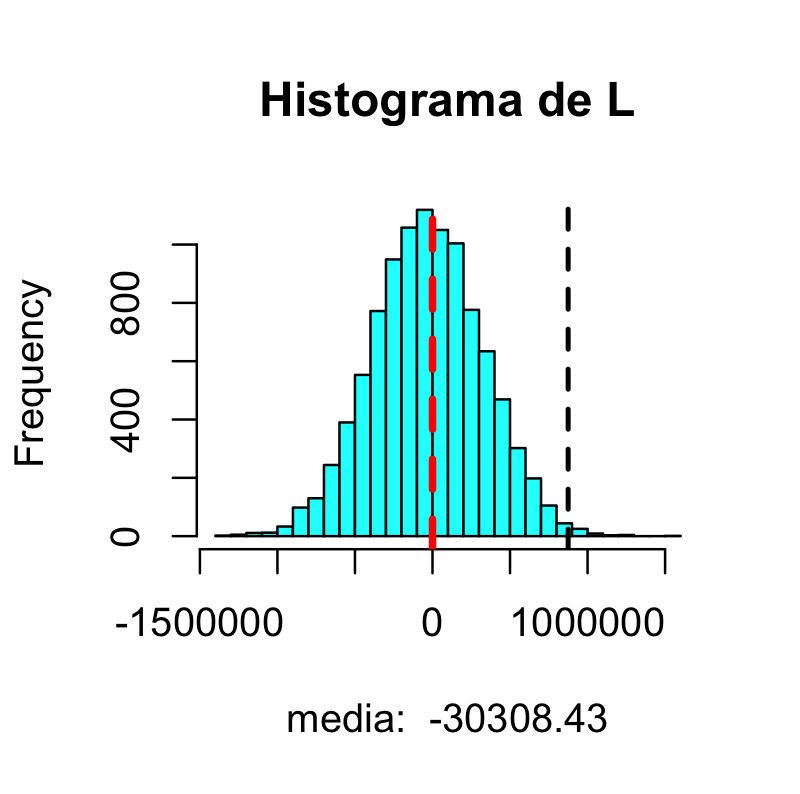 Histograma de L
Frequency
800
400
0
-1500000 0 1000000
media: -30308.43